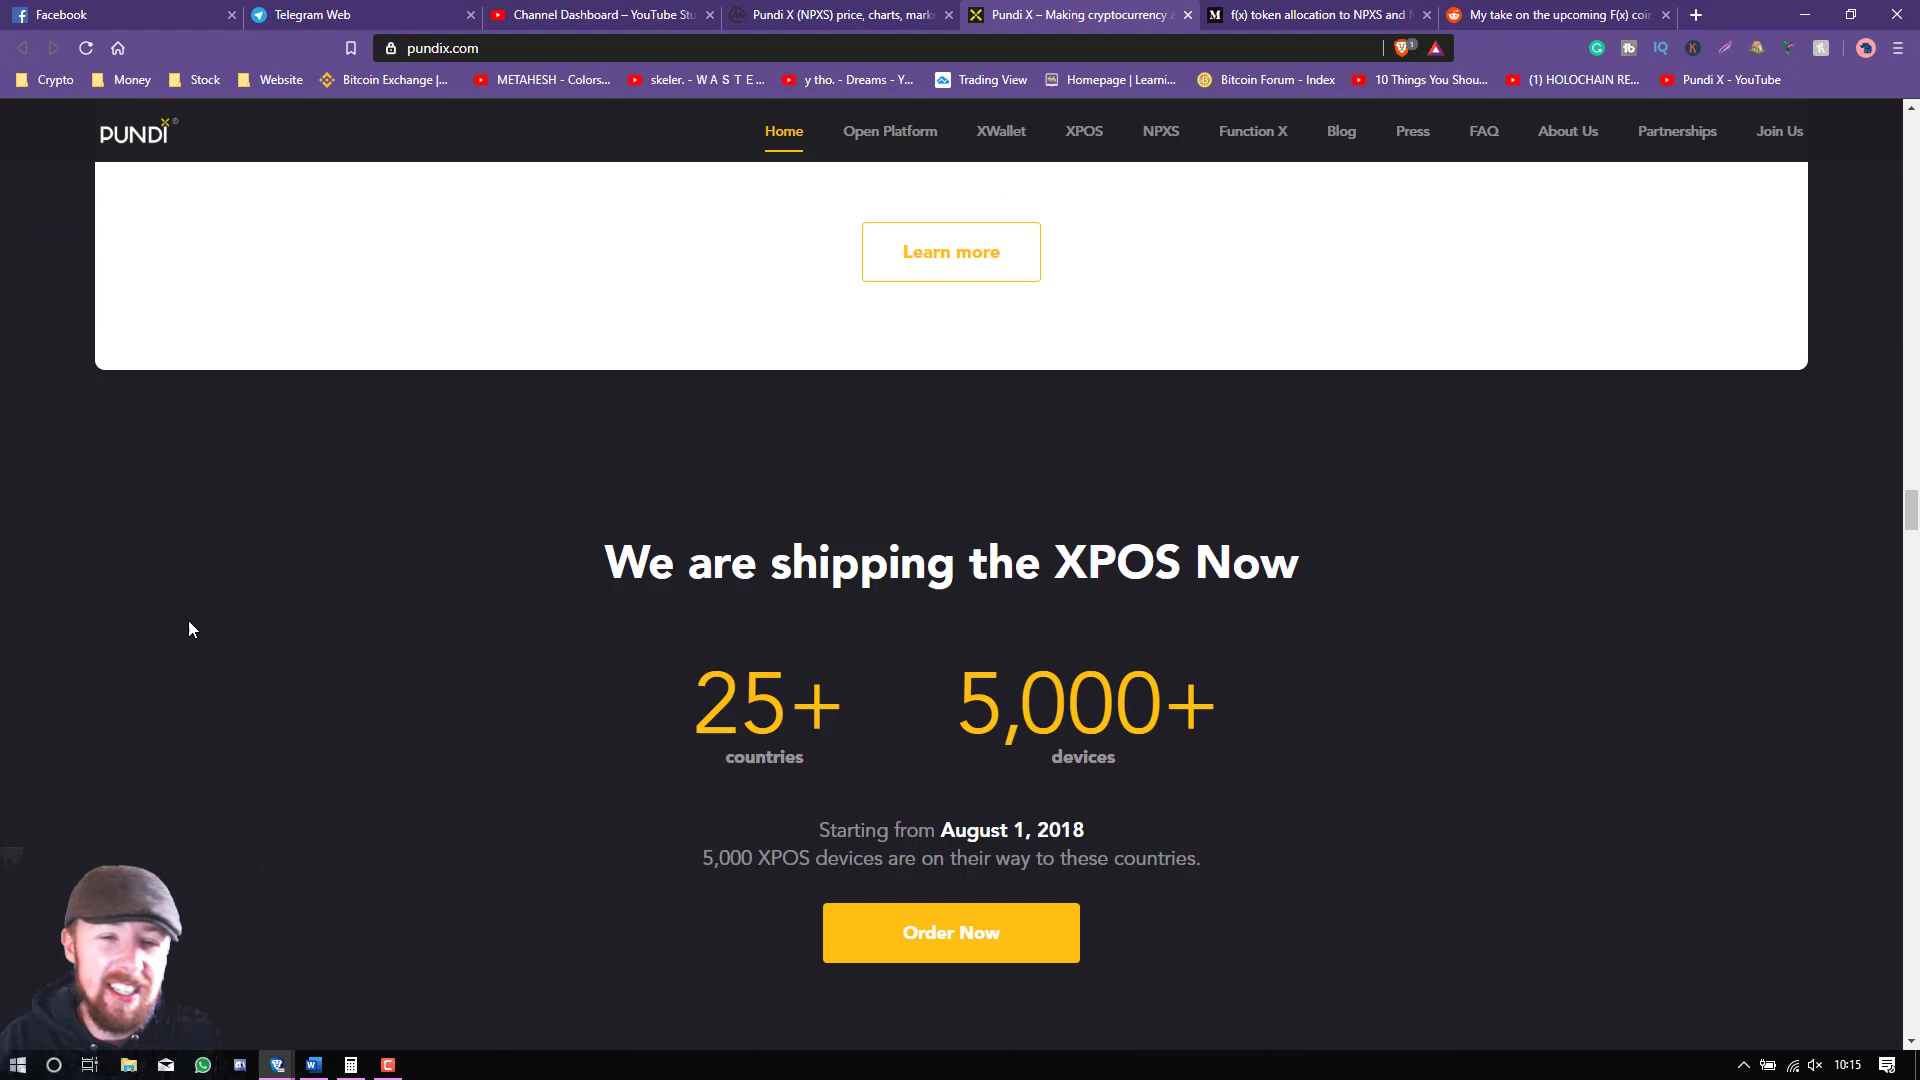 Facebook
Telegram Web
Channel Dashboard – YouTube Stu
Pundi X (NPXS) price, charts, mark
Pundi X – Making cryptocurrency a
f(x) token allocation to NPXS and
My take on the upcoming F(x) coin
pundix.com
Crypto
Money
Stock
Website
Bitcoin Exchange |...
METAHESH - Colors...
skeler. - W A S T E ...
y tho. - Dreams - Y...
Trading View
Homepage | Learni...
Bitcoin Forum - Index
10 Things You Shou...
(1) HOLOCHAIN RE...
Pundi X - YouTube
PUNDI X
Home
Open Platform
XWallet
XPOS
NPXS
Function X
Blog
Press
FAQ
About Us
Partnerships
Join Us
Learn more
We are shipping the XPOS Now
25+
5,000+
countries
devices
Starting from August 1, 2018
5,000 XPOS devices are on their way to these countries.
Order Now
10:15